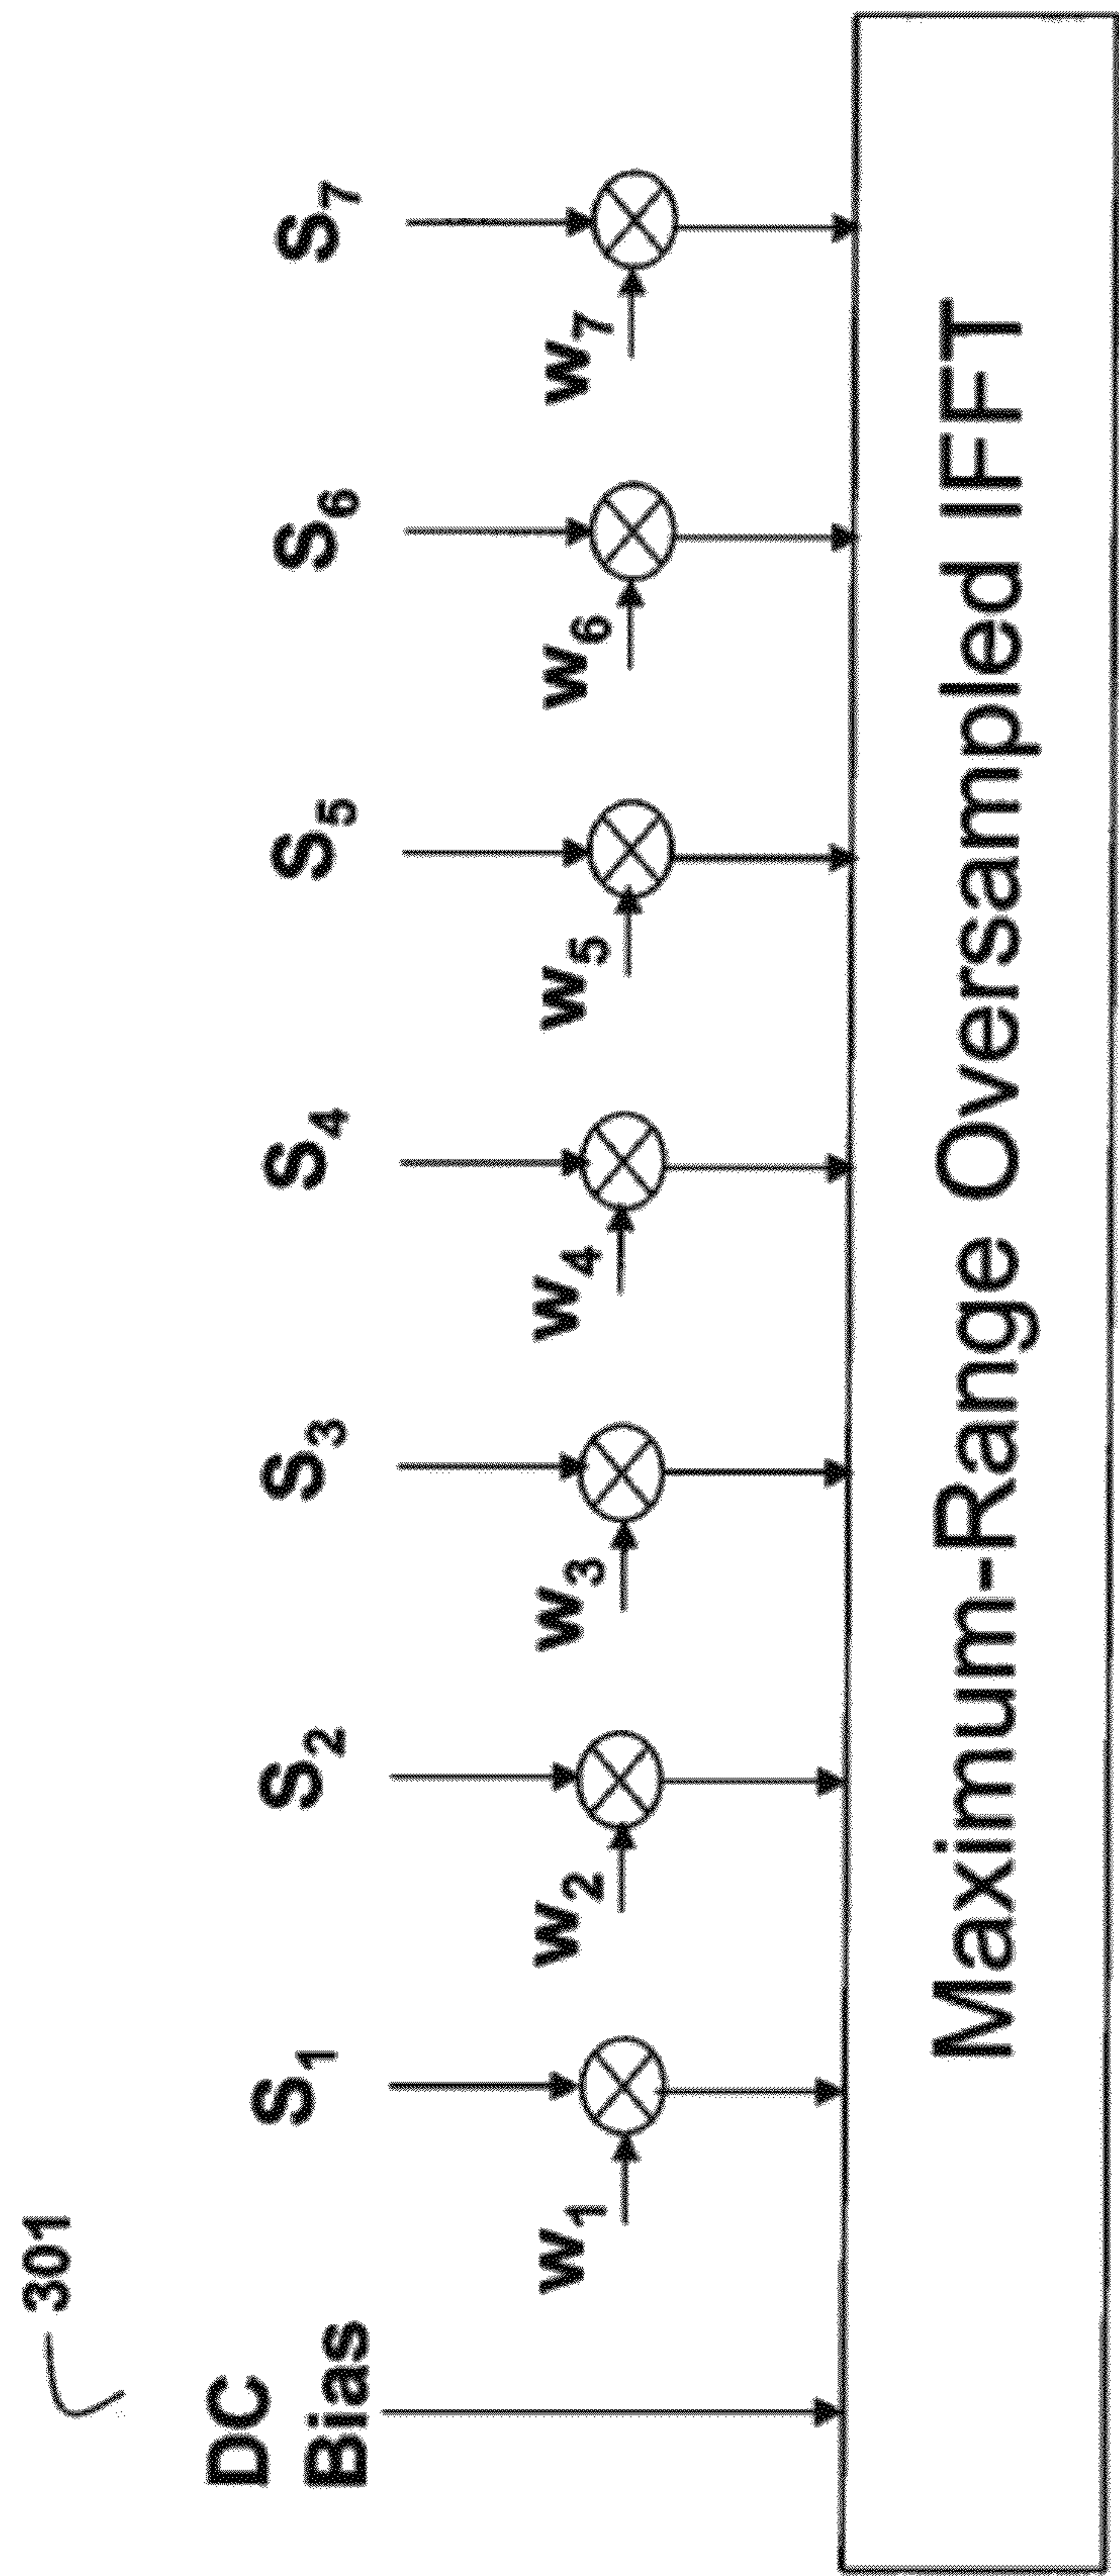 301
DC
Bias
S1
S2
S3
S4
S5
S6
S7
w1
w2
w3
w4
w5
w6
w7
Maximum-Range Oversampled IFFT